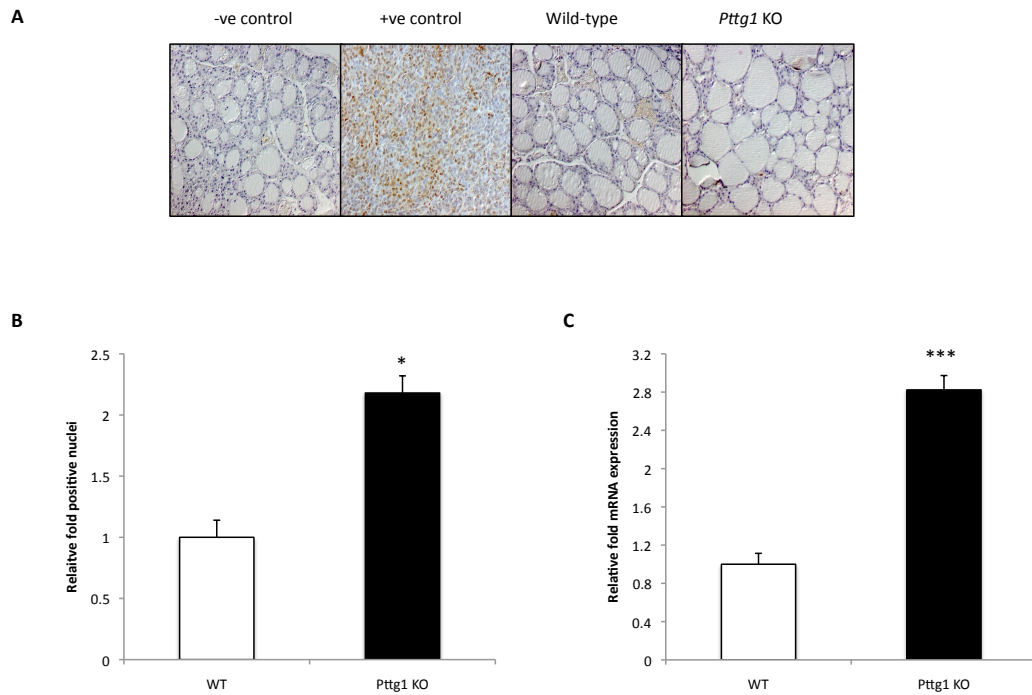 A
-ve control
+ve control
Wild-type
Pttg1 KO
B
Relaitve fold positive nuclei
2.5
2
1.5
1
0.5
0
*
WT
Pttg1 KO
C
Relative fold mRNA expression
3.2
2.8
2.4
2
1.6
1.2
0.8
0.4
0
***
WT
Pttg1 KO